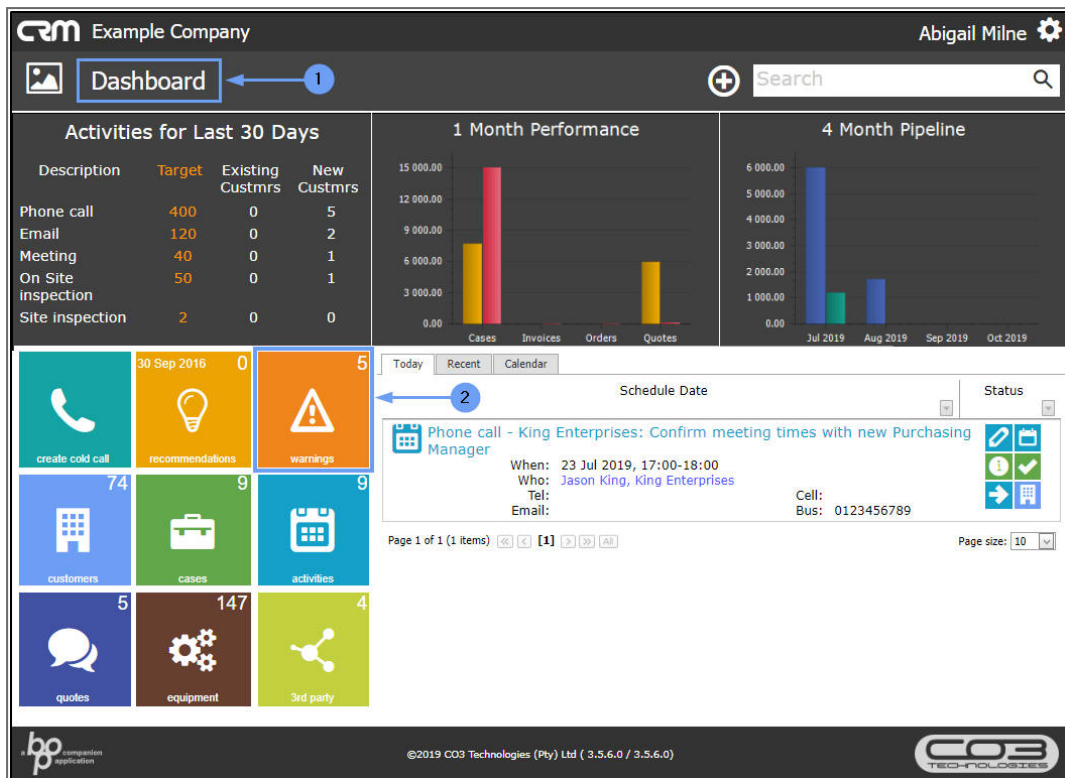 CRM Example Company
Abigail Milne
Dashboard
1
Search
Activities for Last 30 Days
Description Target Existing Custmrs New Custmrs
Phone call 400 0 5
Email 120 0 2
Meeting 40 0 1
On Site inspection 50 0 1
Site inspection 2 0 0
1 Month Performance
15 000.00
12 000.00
9 000.00
6 000.00
3 000.00
0.00
Cases Invoices Orders Quotes
4 Month Pipeline
6 000.00
5 000.00
4 000.00
3 000.00
2 000.00
1 000.00
0.00
Jul 2019 Aug 2019 Sep 2019 Oct 2019
create cold call
30 Sep 2016 0
recommendations
5
warnings
2
74
customers
9
cases
9
activities
5
quotes
147
equipment
4
3rd party
Today Recent Calendar
Schedule Date Status
Phone call - King Enterprises: Confirm meeting times with new Purchasing
Manager
When: 23 Jul 2019, 17:00-18:00
Who: Jason King, King Enterprises
Tel: Cell:
Email: Bus: 0123456789
Page 1 of 1 (1 items) [1] All
Page size: 10
a bpo companion
application
©2019 CO3 Technologies (Pty) Ltd ( 3.5.6.0 / 3.5.6.0)
CO3
TECHNOLOGIES